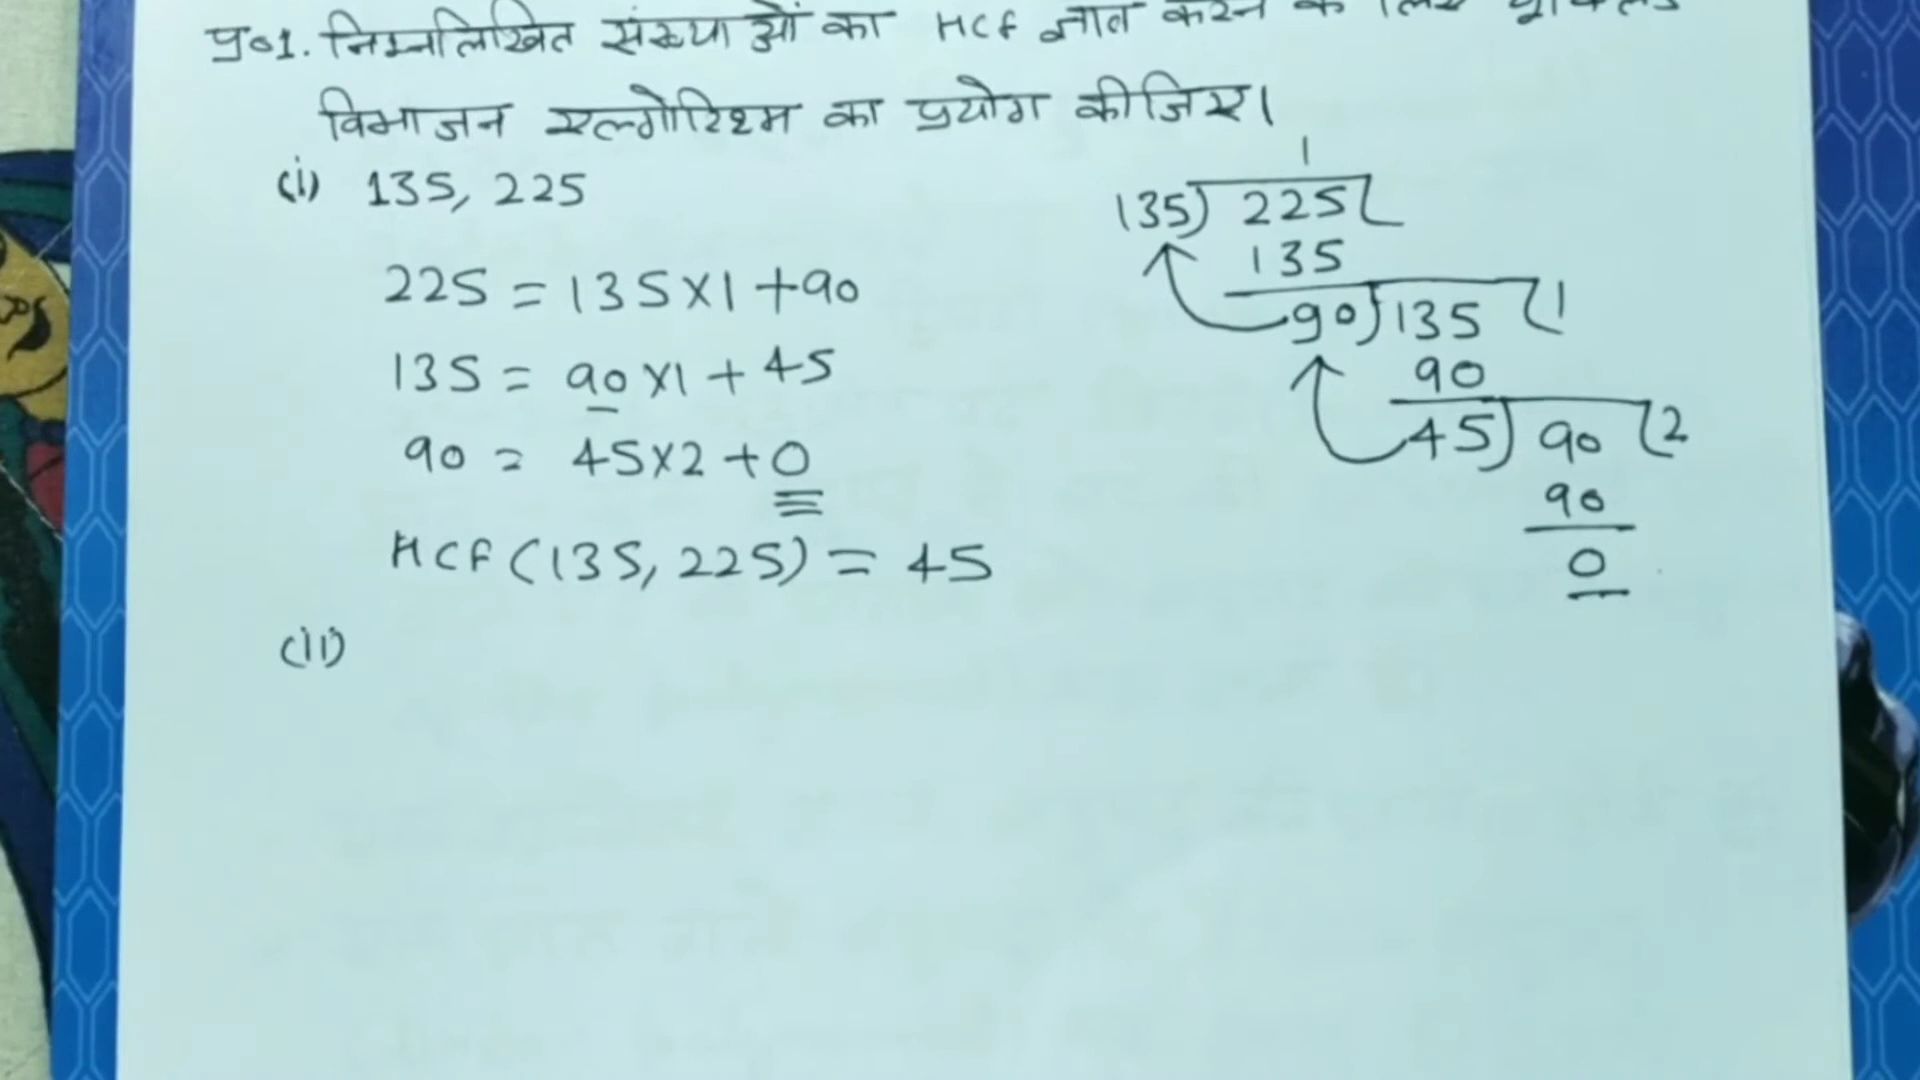 प्र०1. निम्नलिखित संख्याओं का HCF ज्ञात करने के लिए
विभाजन एल्गोरिथ्म का प्रयोग कीजिए।
(i) 135, 225
225 = 135×1+90
135 = 90×1+45
90 = 45×2+0
HCF(135, 225) = 45
(ii)
1
135) 225
135
90) 135 1
90
45) 90 2
90
0